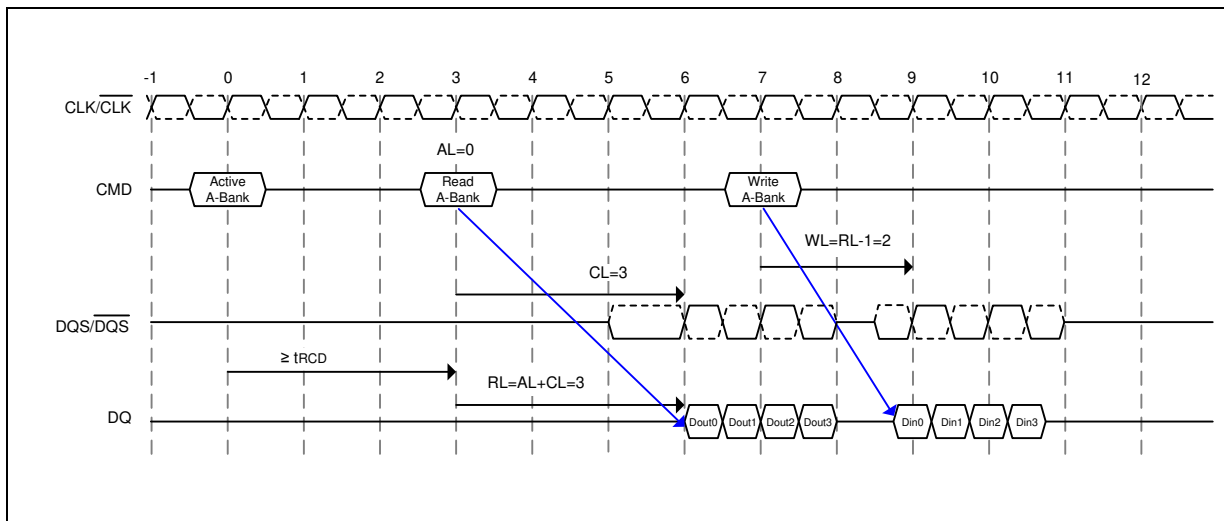 -1 0 1 2 3 4 5 6 7 8 9 10 11 12
CLK/CLK
AL=0
CMD
Active
A-Bank
Read
A-Bank
Write
A-Bank
WL=RL-1=2
CL=3
DQS/DQS
≥ tRCD
RL=AL+CL=3
DQ
Dout0 Dout1 Dout2 Dout3 Din0 Din1 Din2 Din3